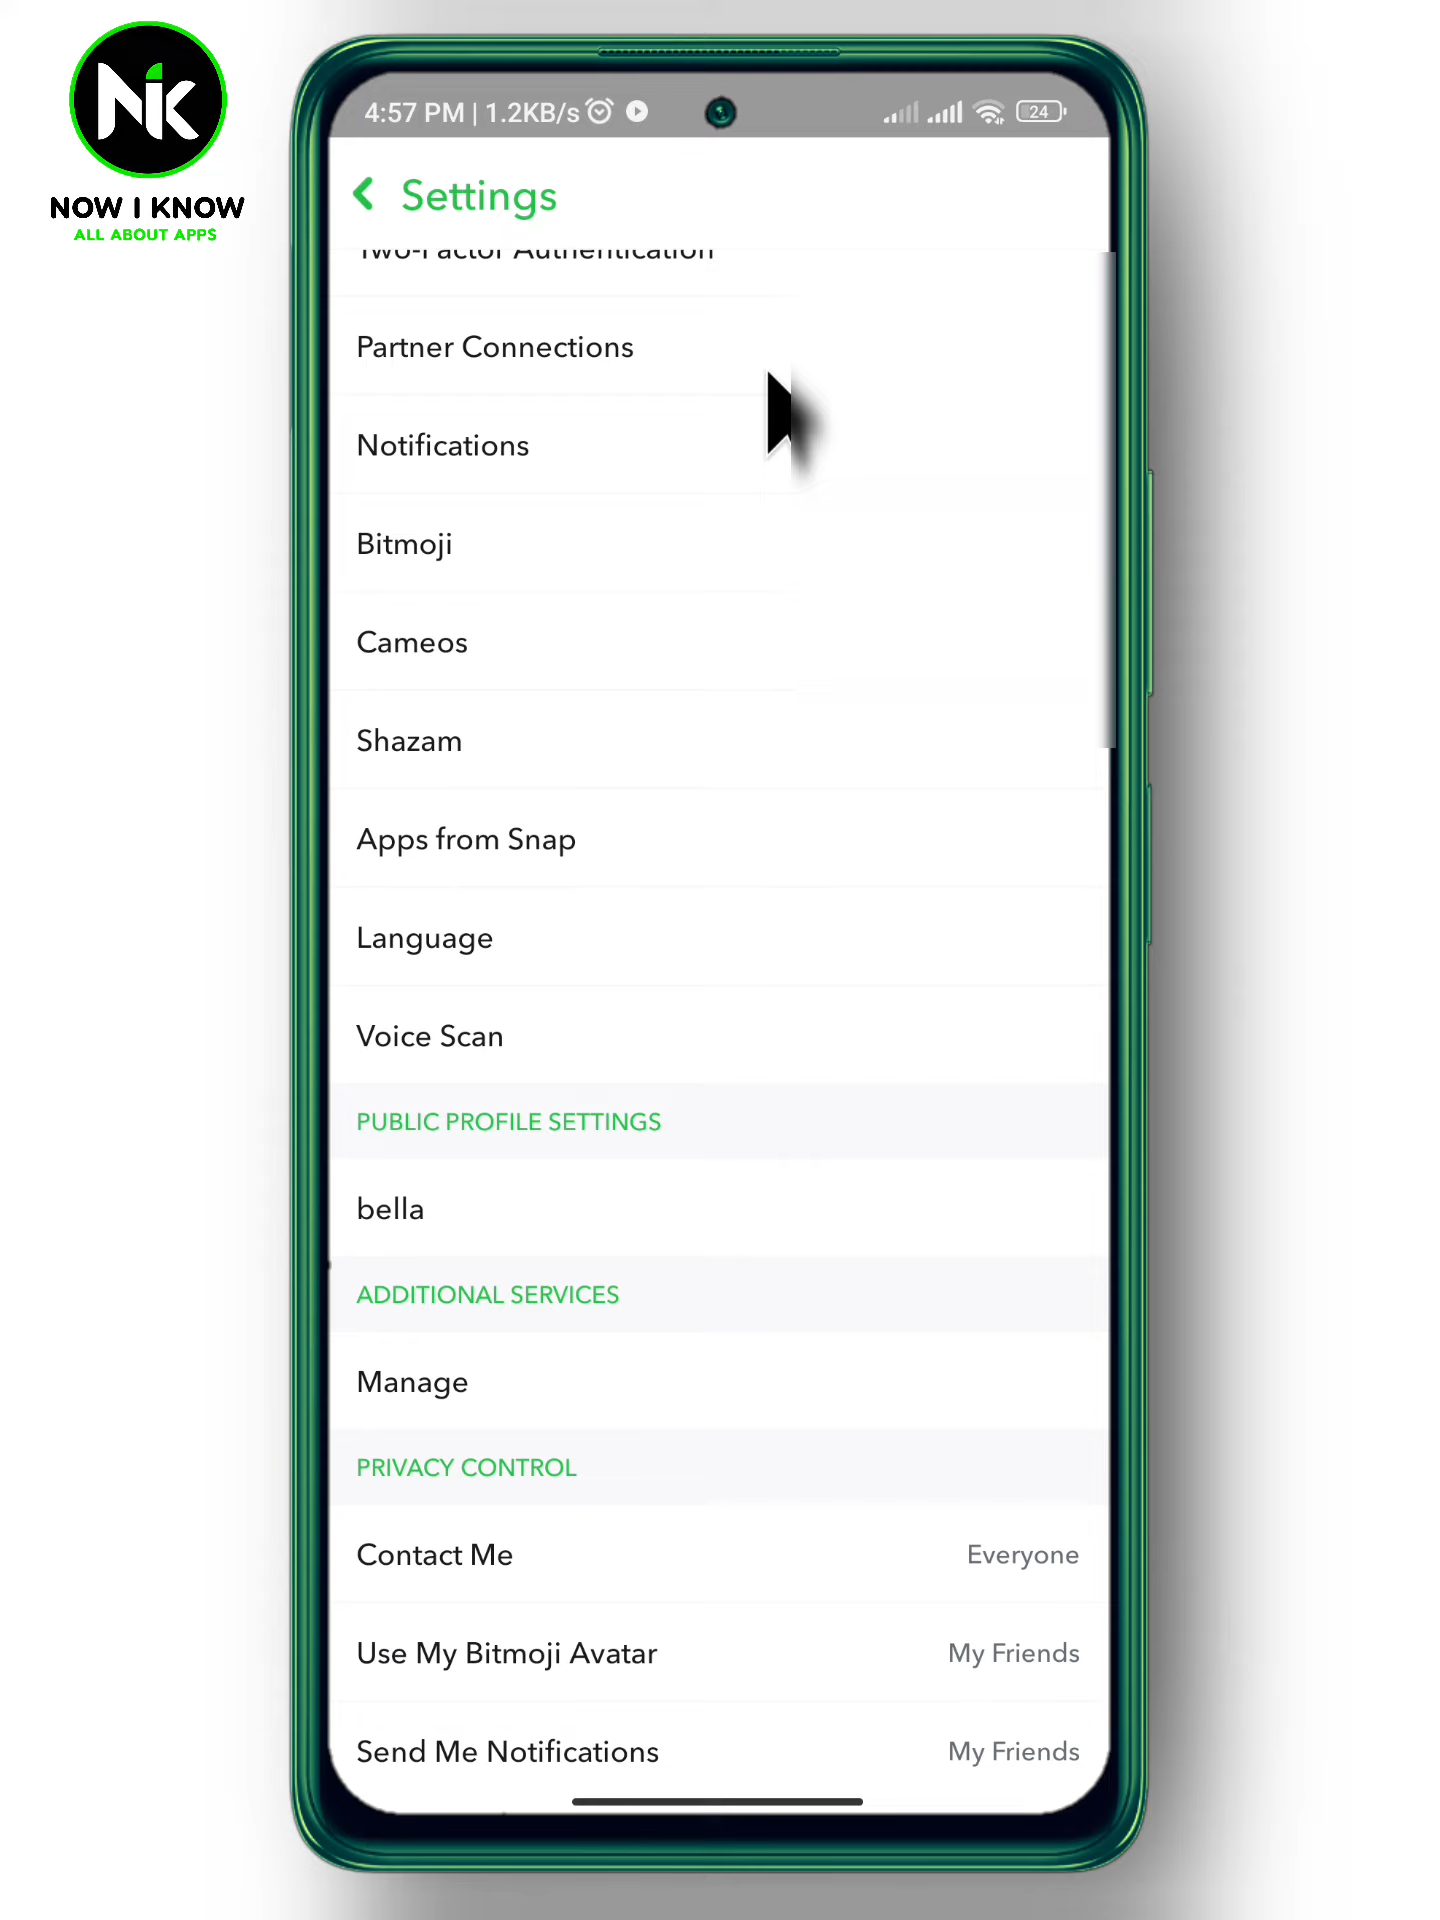 NiK
NOW I KNOW
ALL ABOUT APPS
4:57 PM | 1.2KB/s
24
Settings
Two-Factor Authentication
Partner Connections
Notifications
Bitmoji
Cameos
Shazam
Apps from Snap
Language
Voice Scan
PUBLIC PROFILE SETTINGS
bella
ADDITIONAL SERVICES
Manage
PRIVACY CONTROL
Contact Me Everyone
Use My Bitmoji Avatar My Friends
Send Me Notifications My Friends